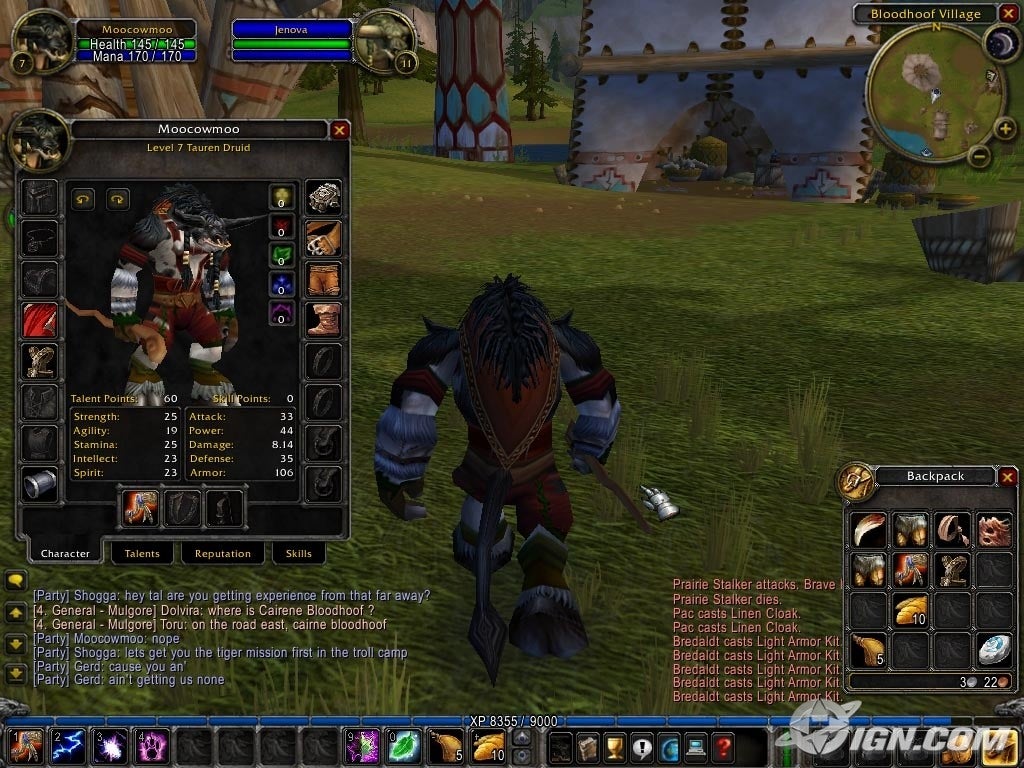 Moocowmoo
Health 145 / 145
Mana 170 / 170
7
Jenova
11
Bloodhoof Village
N
Moocowmoo
Level 7 Tauren Druid
0
0
0
0
0
Talent Points: 60 Skill Points: 0
Strength: 25 Attack: 33
Agility: 19 Power: 44
Stamina: 25 Damage: 8.14
Intellect: 23 Defense: 35
Spirit: 23 Armor: 106
Character Talents Reputation Skills
[Party] Shogga: hey tal are you getting experience from that far away?
[4. General - Mulgore] Dolvira: where is Cairene Bloodhoof ?
[4. General - Mulgore] Toru: on the road east, cairne bloodhoof
[Party] Moocowmoo: nope
[Party] Shogga: lets get you the tiger mission first in the troll camp
[Party] Gerd: cause you an'
[Party] Gerd: ain't getting us none
Prairie Stalker attacks. Brave
Prairie Stalker dies.
Pac casts Linen Cloak.
Pac casts Linen Cloak.
Bredaldt casts Light Armor Kit.
Bredaldt casts Light Armor Kit.
Bredaldt casts Light Armor Kit.
Bredaldt casts Light Armor Kit.
Bredaldt casts Light Armor Kit.
Backpack
10
5
3 22
XP 8355 / 9000
1 2 3 4 9 0 5 10
IGN.COM